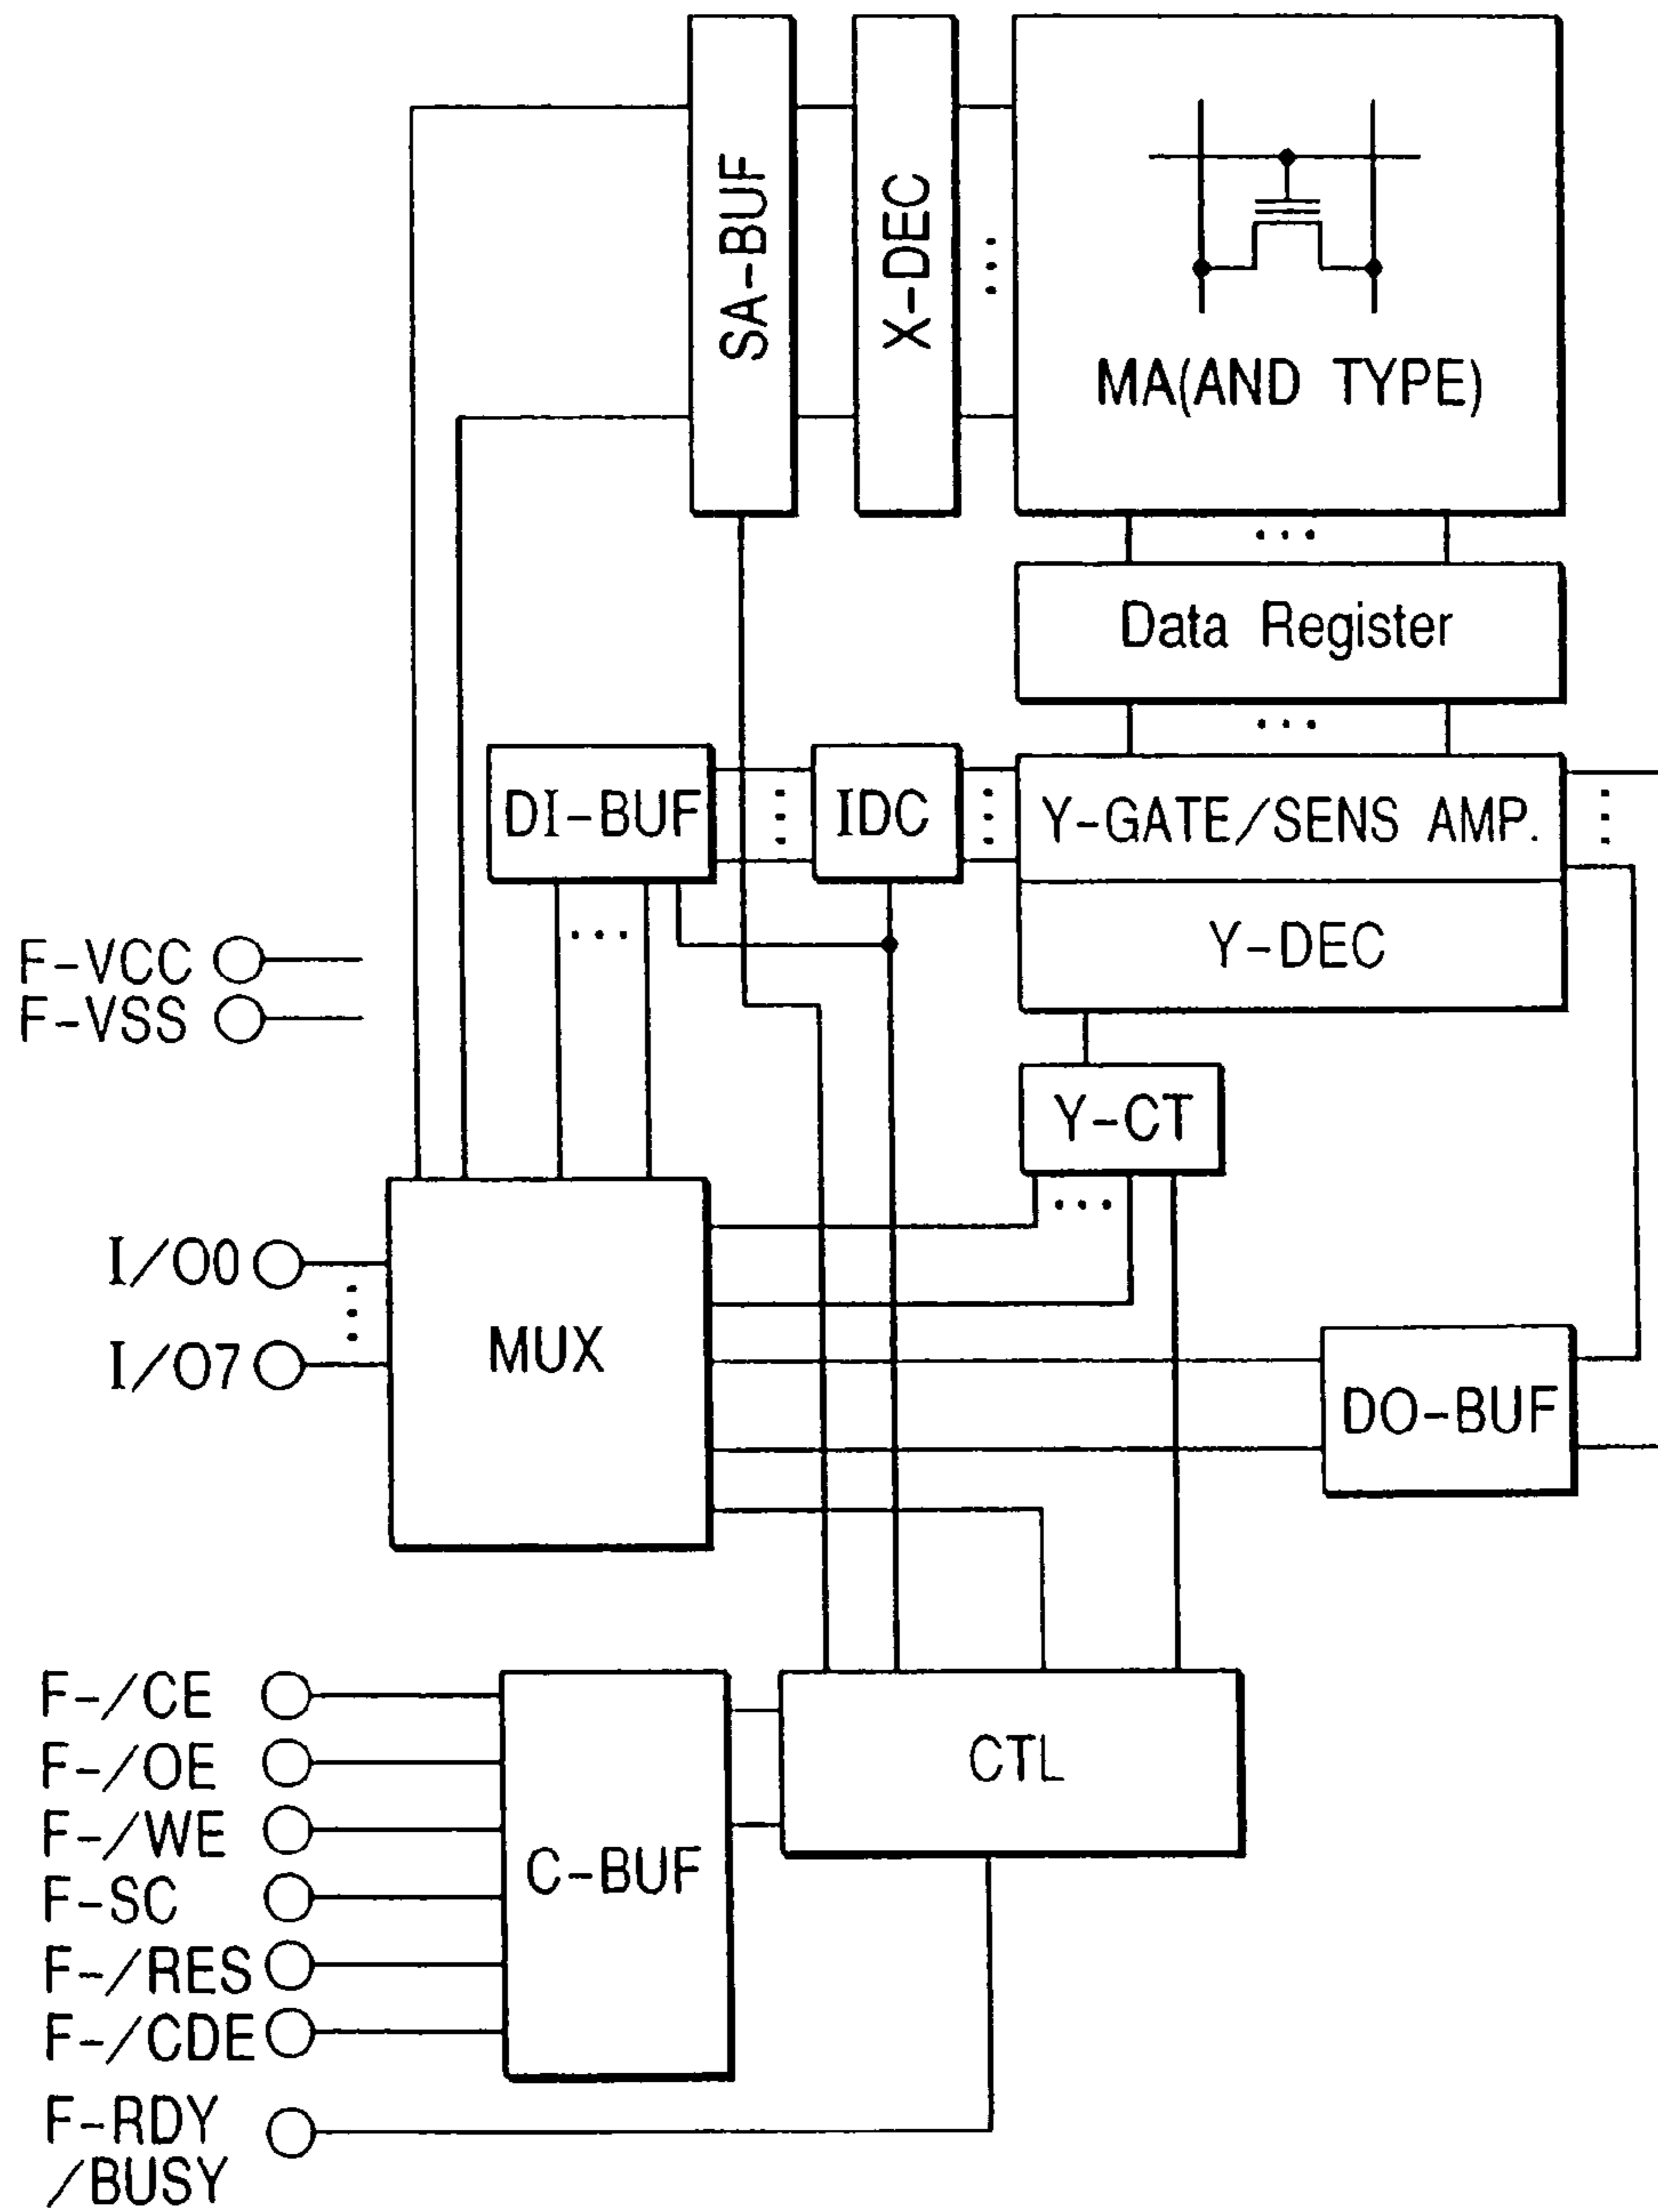 SA-BUF
X-DEC
MA(AND TYPE)
Data Register
DI-BUF
IDC
Y-GATE/SENS AMP.
Y-DEC
F-VCC
F-VSS
Y-CT
I/O0
I/O7
MUX
DO-BUF
F-/CE
F-/OE
F-/WE
F-SC
F-/RES
F-/CDE
F-RDY
/BUSY
C-BUF
CTL